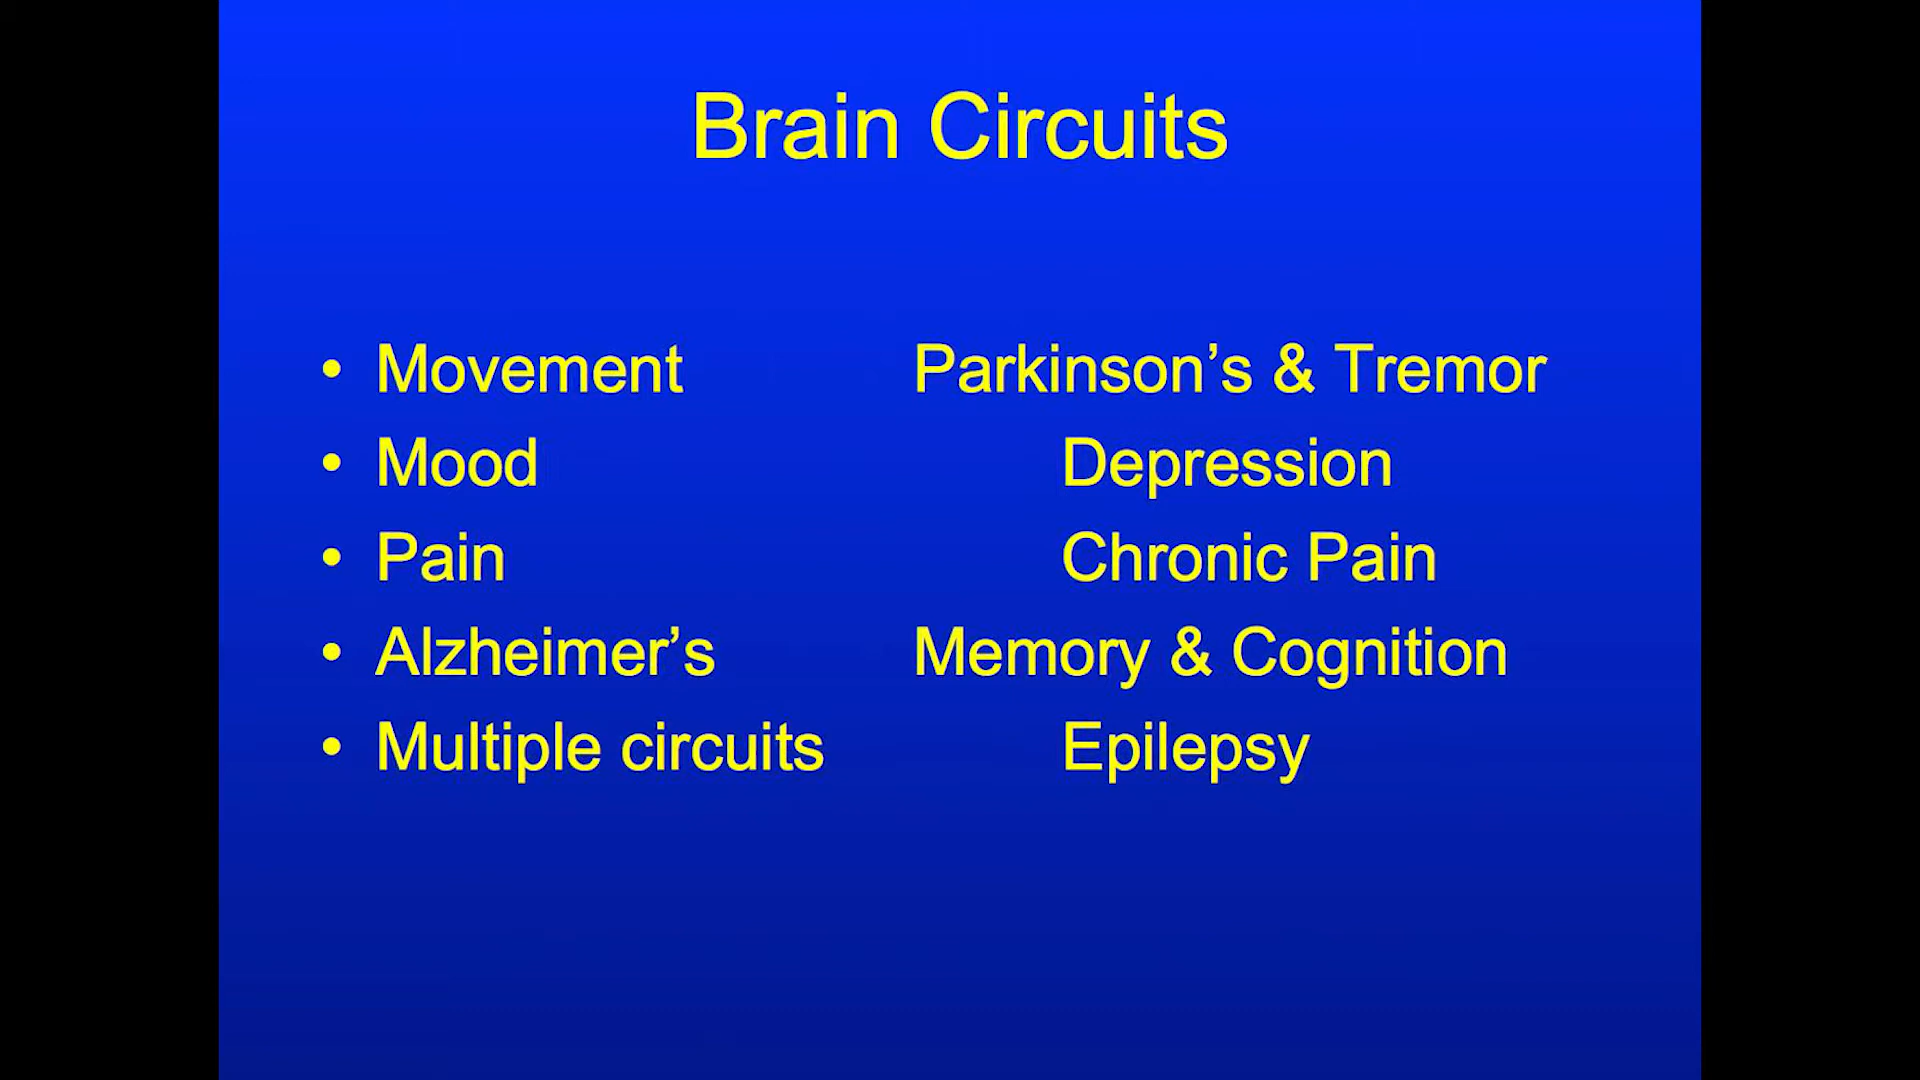 Brain Circuits
• Movement Parkinson’s & Tremor
• Mood Depression
• Pain Chronic Pain
• Alzheimer’s Memory & Cognition
• Multiple circuits Epilepsy